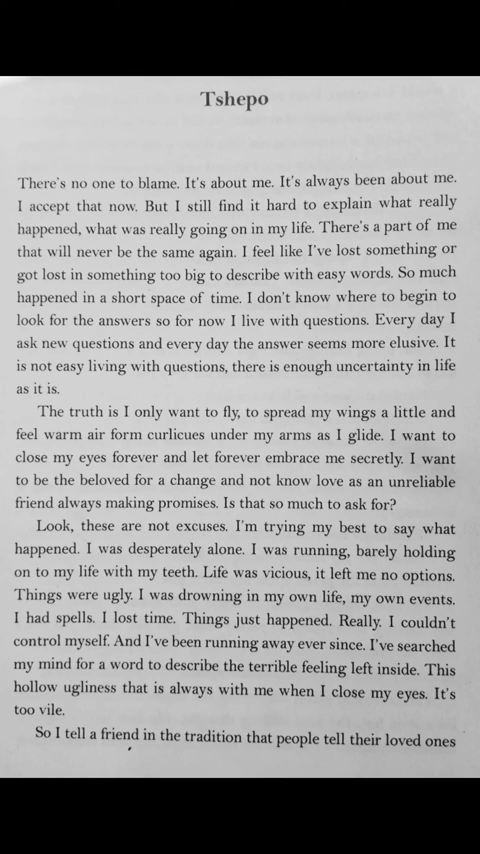 Tshepo
There's no one to blame. It's about me. It's always been about me.
I accept that now. But I still find it hard to explain what really
happened, what was really going on in my life. There's a part of me
that will never be the same again. I feel like I've lost something or
got lost in something too big to describe with easy words. So much
happened in a short space of time. I don't know where to begin to
look for the answers so for now I live with questions. Every day I
ask new questions and every day the answer seems more elusive. It
is not easy living with questions, there is enough uncertainty in life
as it is.
The truth is I only want to fly, to spread my wings a little and
feel warm air form curlicues under my arms as I glide. I want to
close my eyes forever and let forever embrace me secretly. I want
to be the beloved for a change and not know love as an unreliable
friend always making promises. Is that so much to ask for?
Look, these are not excuses. I'm trying my best to say what
happened. I was desperately alone. I was running, barely holding
on to my life with my teeth. Life was vicious, it left me no options.
Things were ugly. I was drowning in my own life, my own events.
I had spells. I lost time. Things just happened. Really. I couldn't
control myself. And I've been running away ever since. I've searched
my mind for a word to describe the terrible feeling left inside. This
hollow ugliness that is always with me when I close my eyes. It's
too vile.
So I tell a friend in the tradition that people tell their loved ones